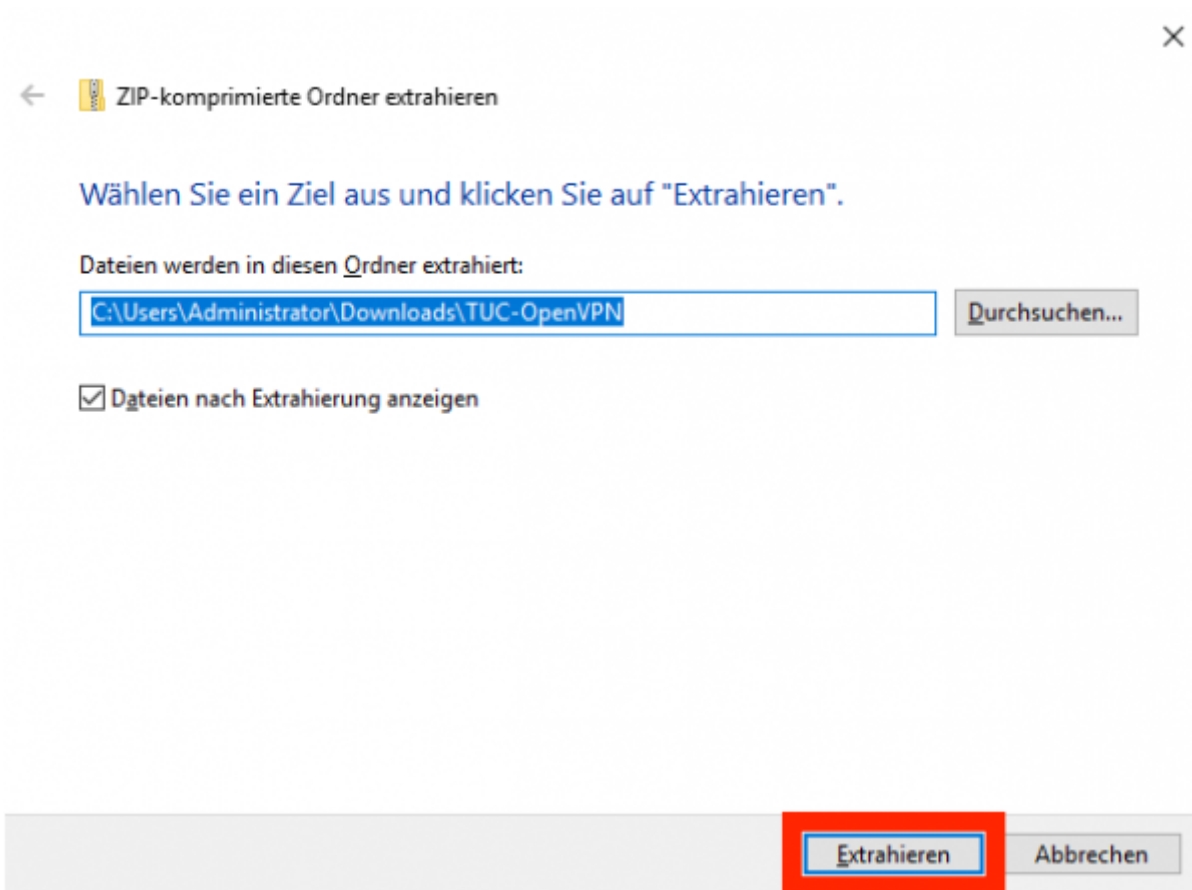 ZIP-komprimierte Ordner extrahieren
Wählen Sie ein Ziel aus und klicken Sie auf "Extrahieren".
Dateien werden in diesen Ordner extrahiert:
C:\Users\Administrator\Downloads\TUC-OpenVPN
Durchsuchen...
Dateien nach Extrahierung anzeigen
Extrahieren
Abbrechen